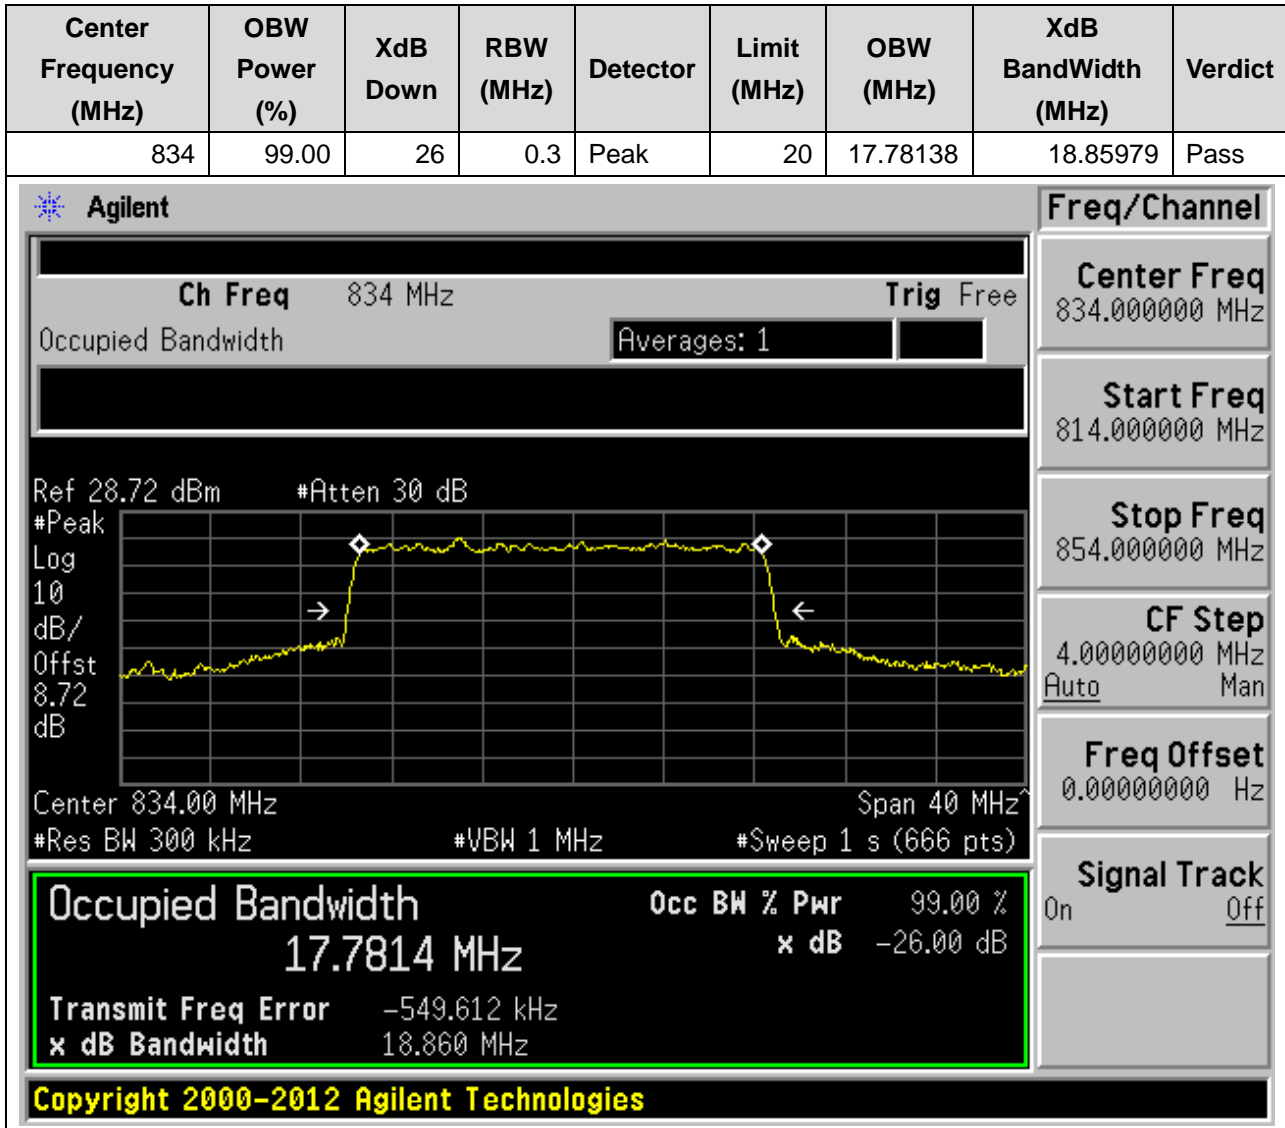 Center Frequency (MHz) OBW Power (%) XdB Down RBW (MHz) Detector Limit (MHz) OBW (MHz) XdB BandWidth (MHz) Verdict
834 99.00 26 0.3 Peak 20 17.78138 18.85979 Pass
Agilent
Freq/Channel
Ch Freq 834 MHz Trig Free
Occupied Bandwidth Averages: 1
Center Freq
834.000000 MHz
Start Freq
814.000000 MHz
Stop Freq
854.000000 MHz
CF Step
4.00000000 MHz
Auto Man
Freq Offset
0.00000000 Hz
Signal Track
On Off
Ref 28.72 dBm #Atten 30 dB
#Peak
Log
10
dB/
Offst
8.72
dB
Center 834.00 MHz Span 40 MHz^
#Res BW 300 kHz #VBW 1 MHz #Sweep 1 s (666 pts)
Occupied Bandwidth Occ BW % Pwr 99.00 %
17.7814 MHz x dB -26.00 dB
Transmit Freq Error -549.612 kHz
x dB Bandwidth 18.860 MHz
Copyright 2000-2012 Agilent Technologies